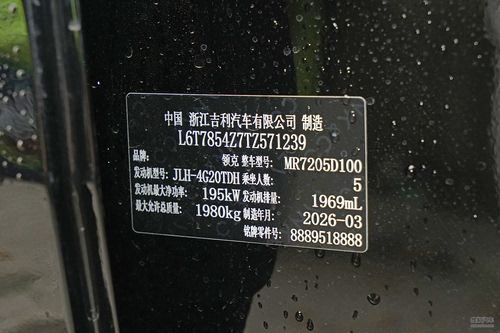 中国 浙江吉利汽车有限公司 制造
L6T7854Z7TZ571239
品牌: 领克 整车型号: MR7205D100
发动机型号: JLH-4G20TDH 乘坐人数: 5
发动机最大净功率: 195kW 发动机排量: 1969mL
最大允许总质量: 1980kg 制造年月: 2026-03
铭牌零件号: 8889518888